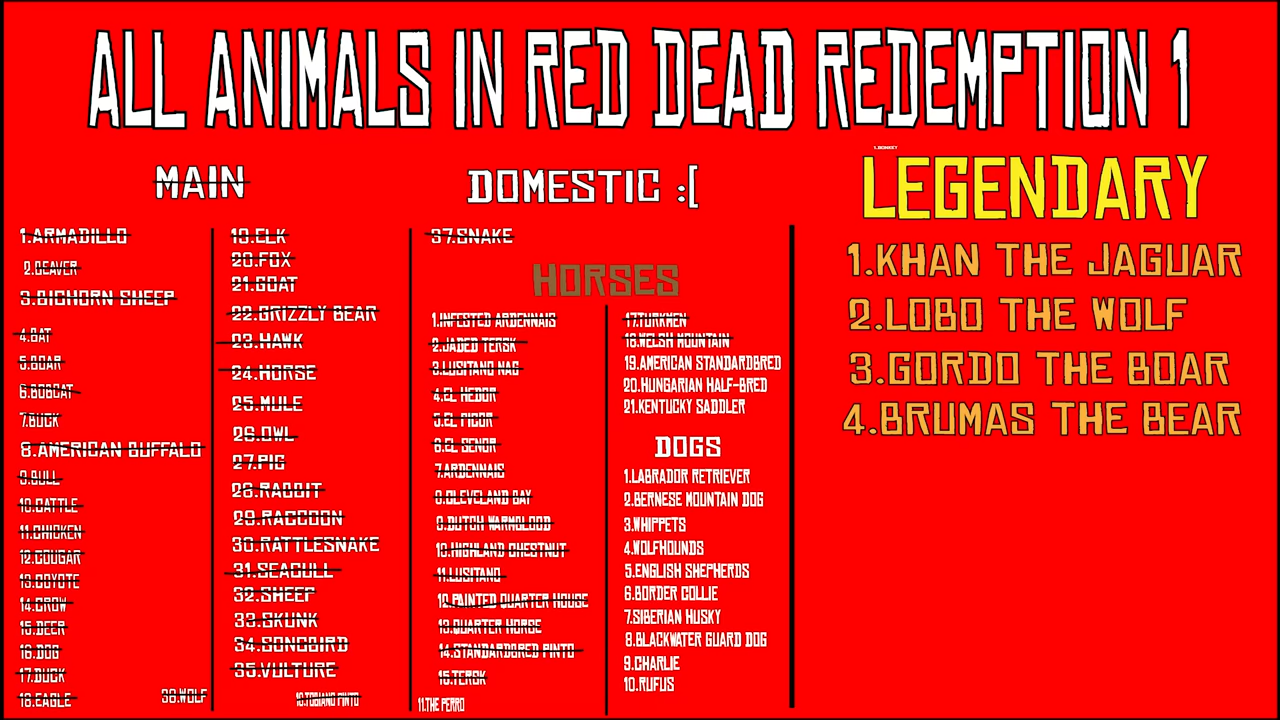 ALL ANIMALS IN RED DEAD REDEMPTION 1
MAIN
1.ARMADILLO
2.BEAVER
3.BIGHORN SHEEP
4.BAT
5.BOAR
6.BOBCAT
7.BUCK
8.AMERICAN BUFFALO
9.BULL
10.CATTLE
11.CHICKEN
12.COUGAR
13.COYOTE
14.CROW
15.DEER
16.DOG
17.DUCK
18.EAGLE
38.WOLF
19.ELK
20.FOX
21.GOAT
22.GRIZZLY BEAR
23.HAWK
24.HORSE
25.MULE
26.OWL
27.PIG
28.RABBIT
29.RACCOON
30.RATTLESNAKE
31.SEAGULL
32.SHEEP
33.SKUNK
34.SONGBIRD
35.VULTURE
DOMESTIC :[
37.SNAKE
HORSES
1.INFESTED ARDENNAIS
2.JADED TERSK
3.LUSITANO NAG
4.EL HEDOR
5.EL PICOR
6.EL SENOR
7.ARDENNAIS
8.CLEVELAND BAY
9.DUTCH WARMBLOOD
10.HIGHLAND CHESTNUT
11.LUSITANO
12.PAINTED QUARTER HOUSE
13.QUARTER HORSE
14.STANDARDBRED PINTO
15.TERSK
16.TOBIANO PINTO
17.TURKMEN
18.WELSH MOUNTAIN
19.AMERICAN STANDARDBRED
20.HUNGARIAN HALF-BRED
21.KENTUCKY SADDLER
DOGS
1.LABRADOR RETRIEVER
2.BERNESE MOUNTAIN DOG
3.WHIPPETS
4.WOLFHOUNDS
5.ENGLISH SHEPHERDS
6.BORDER COLLIE
7.SIBERIAN HUSKY
8.BLACKWATER GUARD DOG
9.CHARLIE
10.RUFUS
11.THE PERRO
LEGENDARY
1.KHAN THE JAGUAR
2.LOBO THE WOLF
3.GORDO THE BOAR
4.BRUMAS THE BEAR